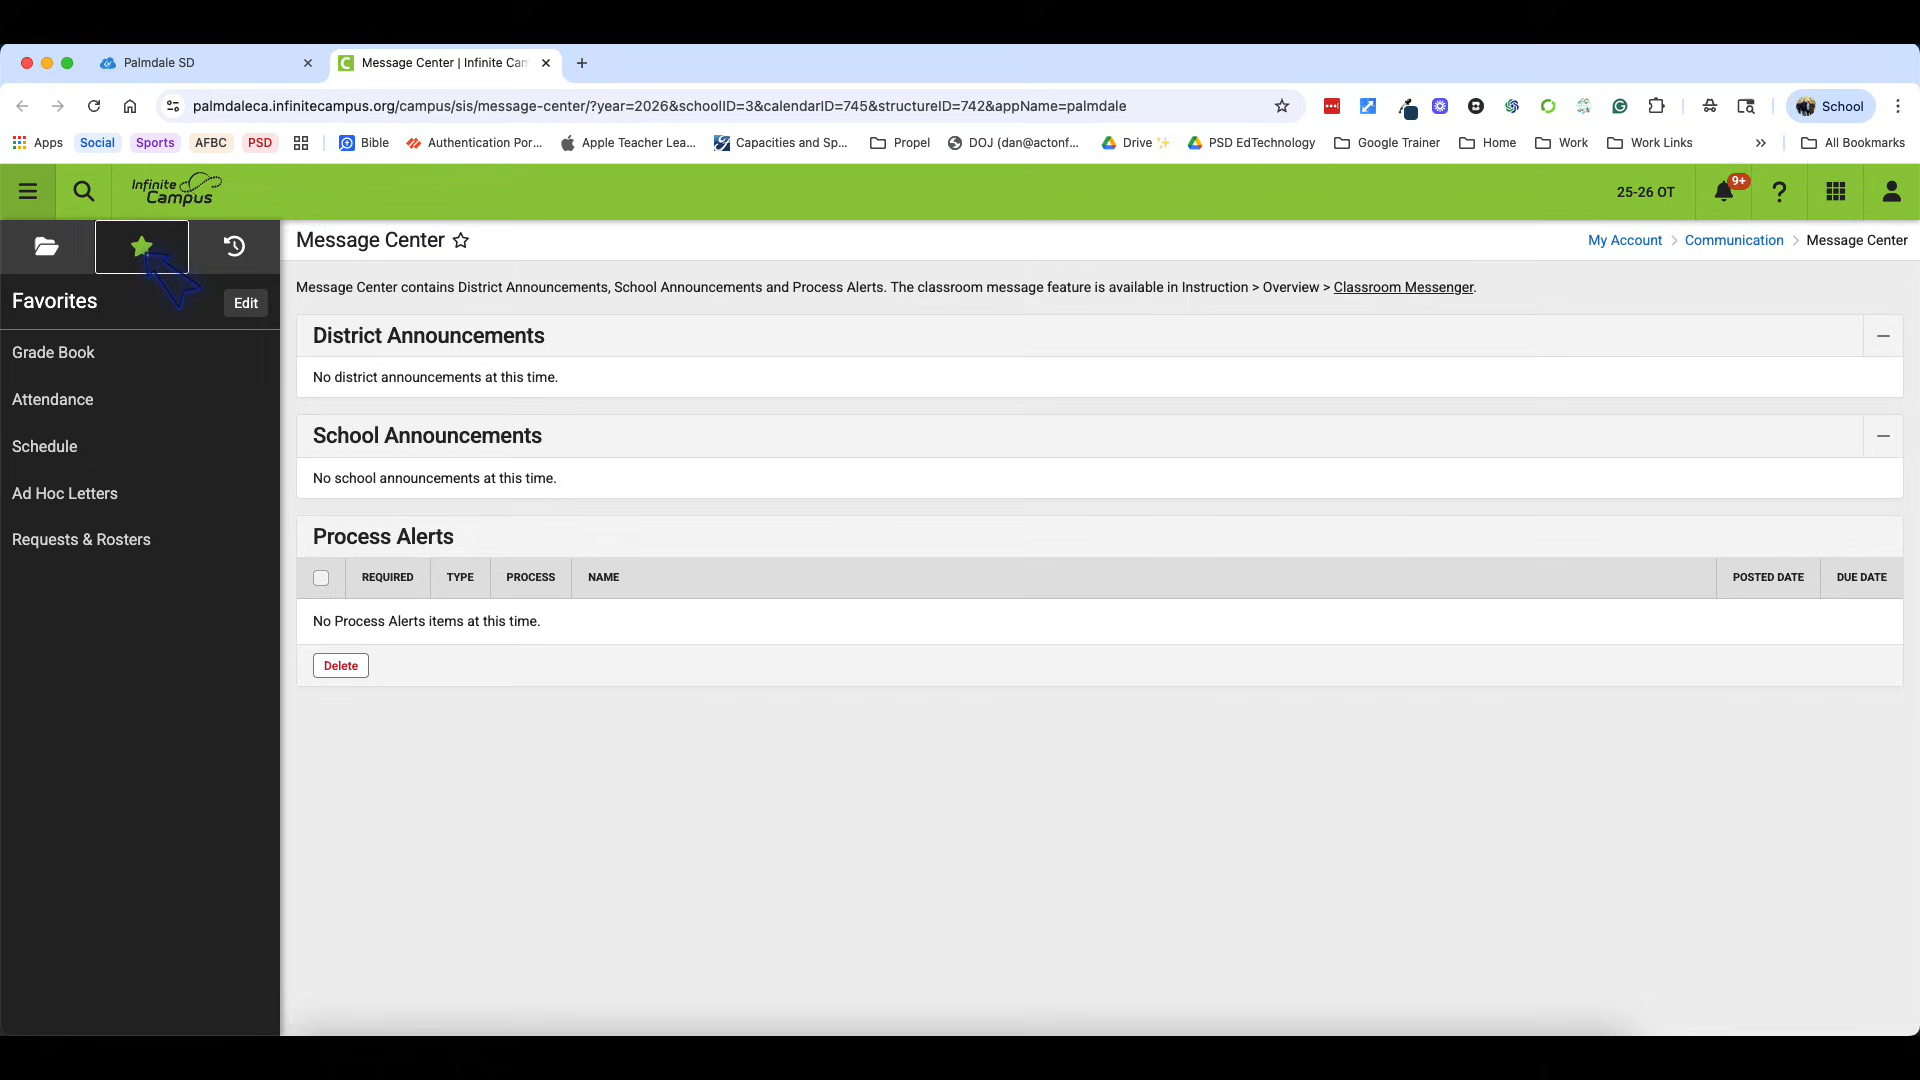 Palmdale SD
Message Center | Infinite Cam
palmdaleca.infinitecampus.org/campus/sis/message-center/?year=2026&schoolID=3&calendarID=745&structureID=742&appName=palmdale
School
Apps
Social
Sports
AFBC
PSD
Bible
Authentication Por...
Apple Teacher Lea...
Capacities and Sp...
Propel
DOJ (dan@actonf...
Drive ✨
PSD EdTechnology
Google Trainer
Home
Work
Work Links
»
All Bookmarks
Infinite
Campus
25-26 OT
9+
Message Center
My Account > Communication > Message Center
Favorites
Edit
Grade Book
Attendance
Schedule
Ad Hoc Letters
Requests & Rosters
Message Center contains District Announcements, School Announcements and Process Alerts. The classroom message feature is available in Instruction > Overview > Classroom Messenger.
District Announcements
No district announcements at this time.
School Announcements
No school announcements at this time.
Process Alerts
REQUIRED TYPE PROCESS NAME POSTED DATE DUE DATE
No Process Alerts items at this time.
Delete